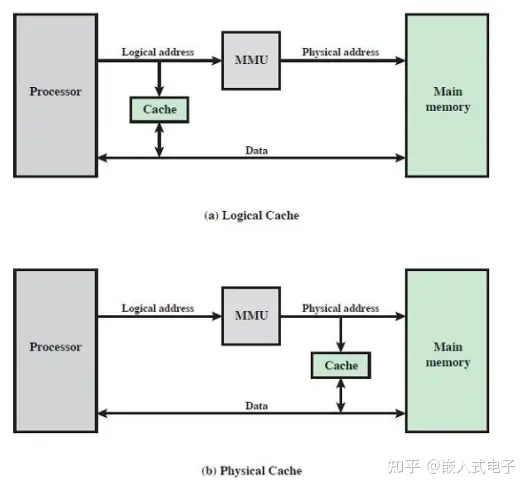 Logical address
Physical address
MMU
Processor
Main
memory
Cache
Data
(a) Logical Cache
Logical address
Physical address
MMU
Processor
Main
memory
Cache
Data
(b) Physical Cache
知乎 @嵌入式电子